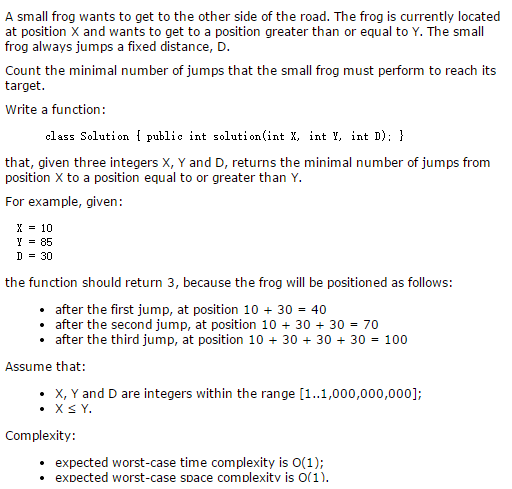 A small frog wants to get to the other side of the road. The frog is currently located
at position X and wants to get to a position greater than or equal to Y. The small
frog always jumps a fixed distance, D.
Count the minimal number of jumps that the small frog must perform to reach its
target.
Write a function:
class Solution { public int solution(int X, int Y, int D); }
that, given three integers X, Y and D, returns the minimal number of jumps from
position X to a position equal to or greater than Y.
For example, given:
X = 10
Y = 85
D = 30
the function should return 3, because the frog will be positioned as follows:
• after the first jump, at position 10 + 30 = 40
• after the second jump, at position 10 + 30 + 30 = 70
• after the third jump, at position 10 + 30 + 30 + 30 = 100
Assume that:
• X, Y and D are integers within the range [1..1,000,000,000];
• X ≤ Y.
Complexity:
• expected worst-case time complexity is O(1);
• expected worst-case space complexity is O(1).